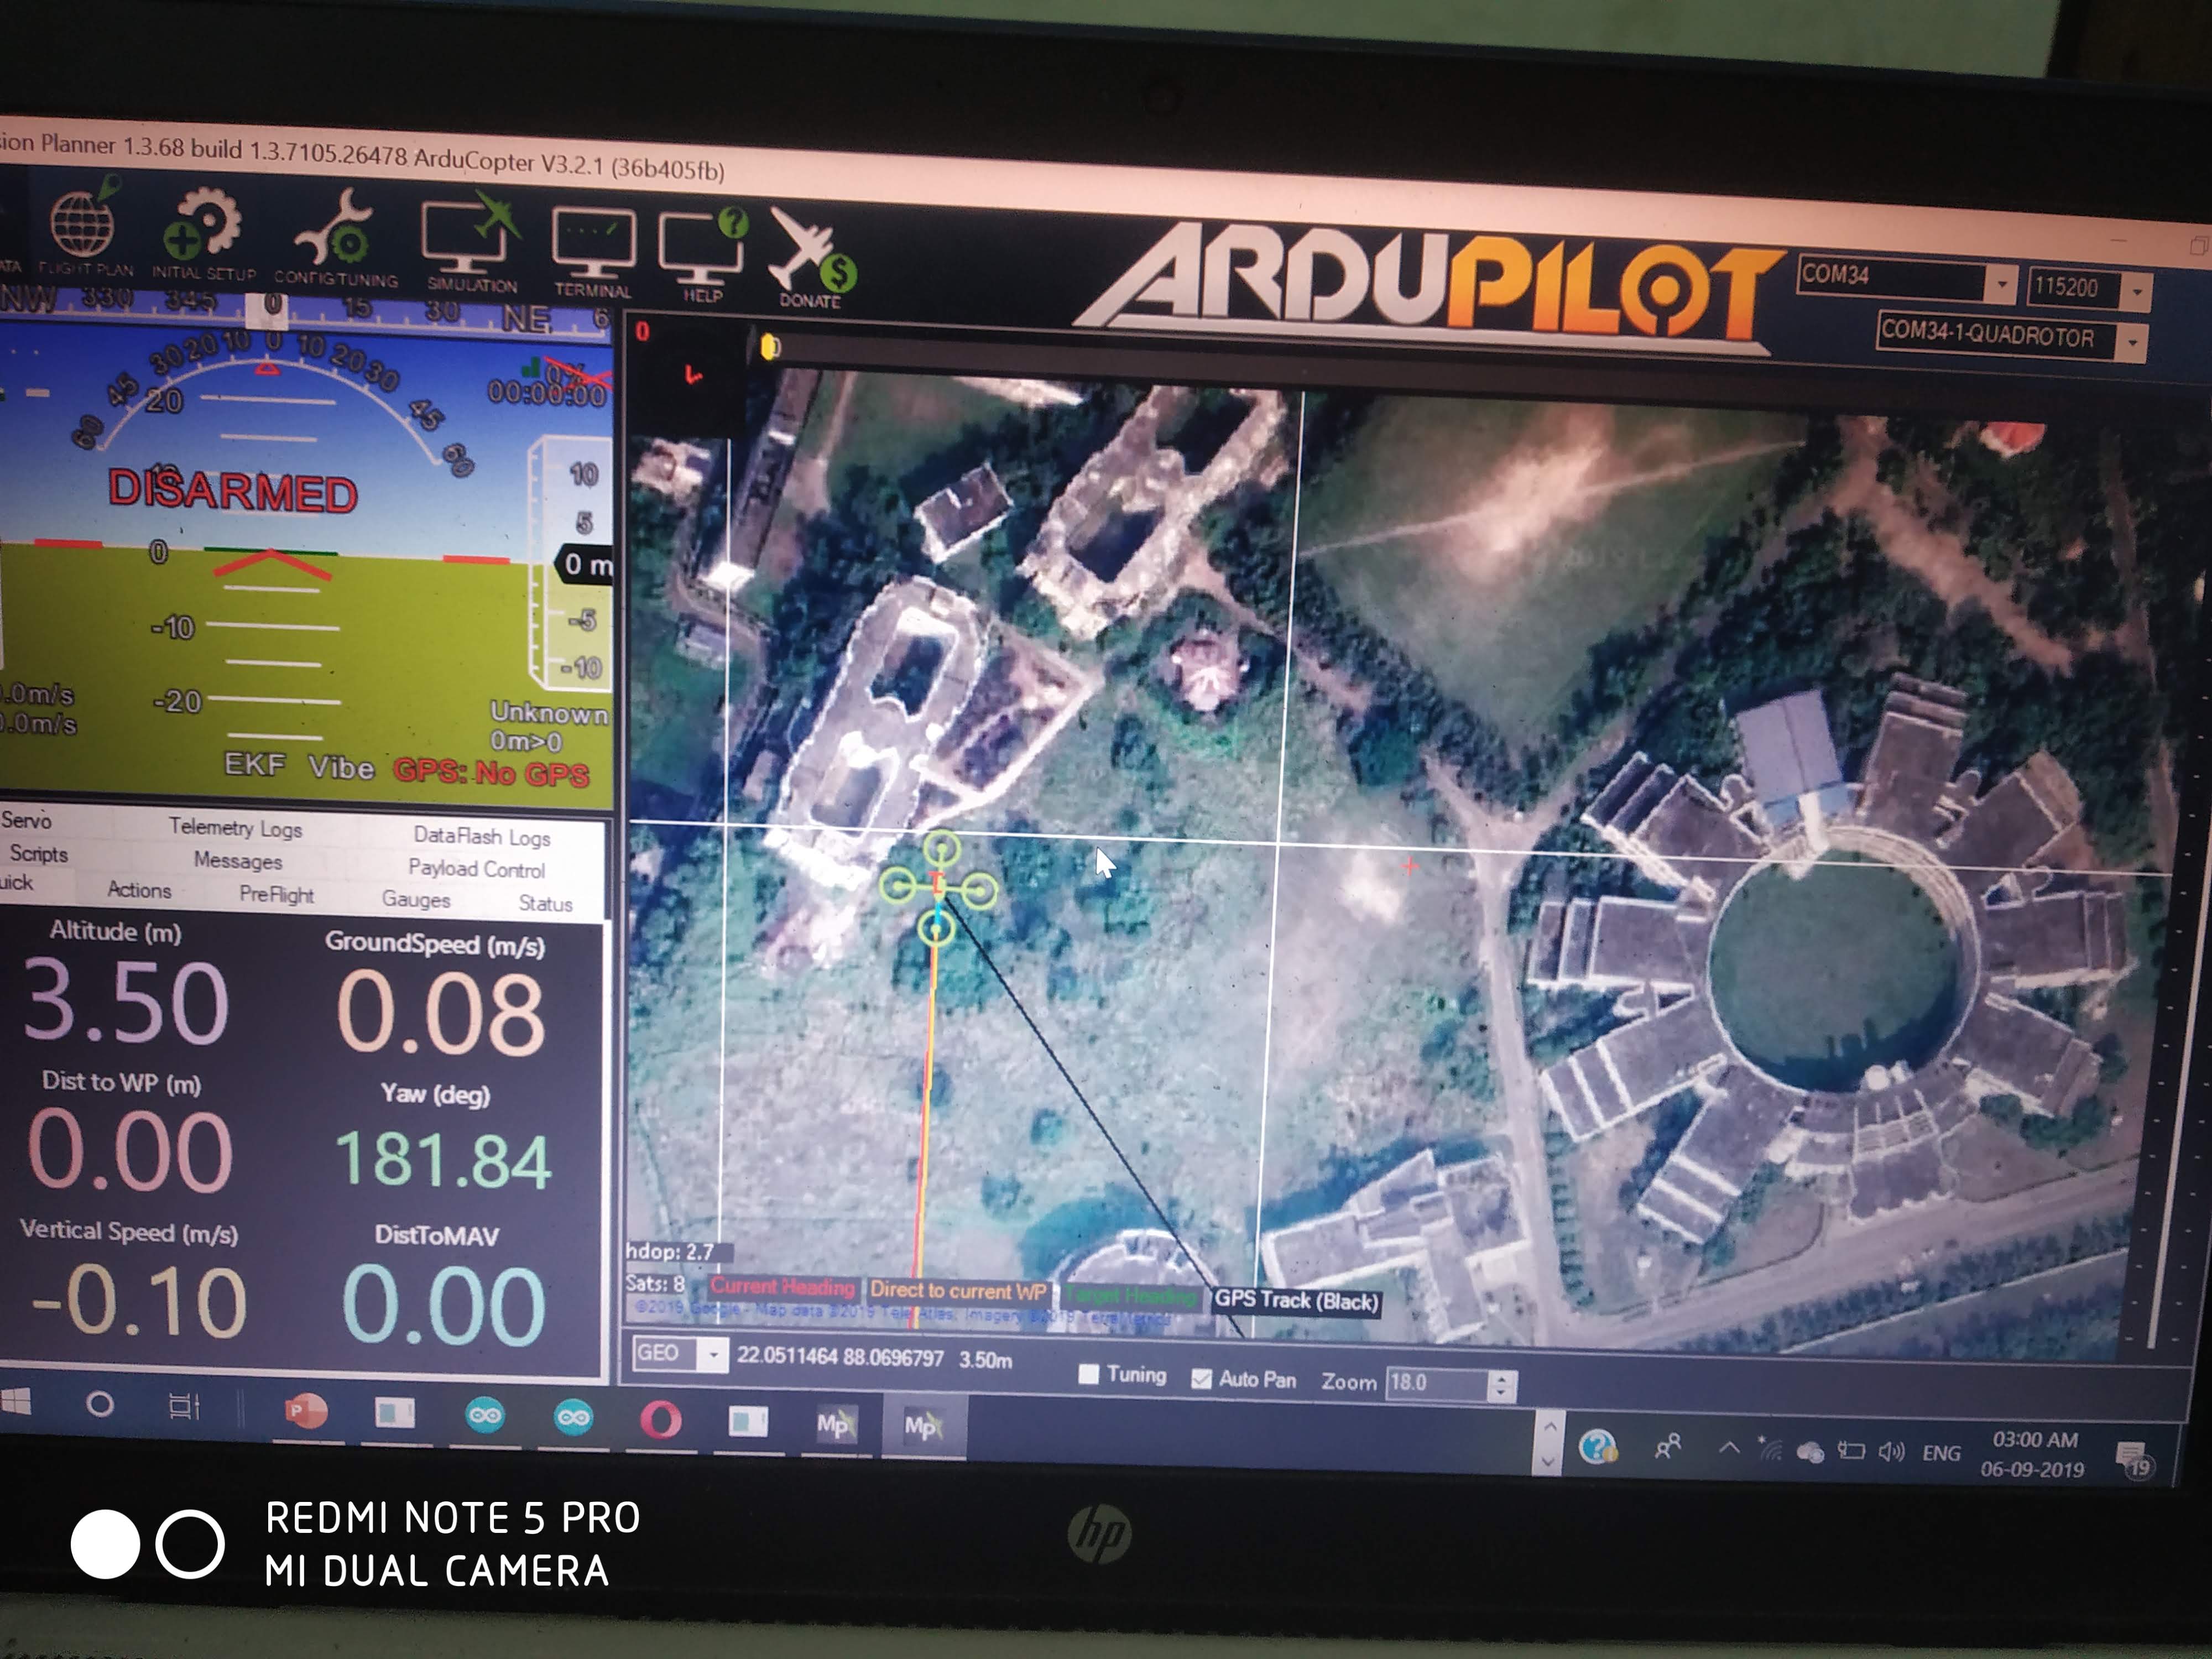 ion Planner 1.3.68 build 1.3.7105.26478 ArduCopter V3.2.1 (36b405fb)
ATA FLIGHT PLAN INITIAL SETUP CONFIG/TUNING SIMULATION TERMINAL HELP DONATE
ARDUPILOT
COM34 115200
COM34-1-QUADROTOR
NW 330 345 0 15 30 NE 6
60 45 30 20 10 0 10 20 30 45 60
0%
00:00:00
20
DISARMED
10
5
0
0 m
-5
-10
-10
-20
.0m/s
0.0m/s
Unknown
0m>0
EKF Vibe GPS: No GPS
Servo Telemetry Logs DataFlash Logs
Scripts Messages Payload Control
uick Actions PreFlight Gauges Status
Altitude (m) GroundSpeed (m/s)
3.50 0.08
Dist to WP (m) Yaw (deg)
0.00 181.84
Vertical Speed (m/s) DistToMAV
-0.10 0.00
0
hdop: 2.7
Sats: 8 Current Heading Direct to current WP Target Heading GPS Track (Black)
©2019 Google - Map data ©2019 Tele Atlas, Imagery ©2019 TerraMetrics
GEO 22.0511464 88.0696797 3.50m Tuning Auto Pan Zoom 18.0
ENG 03:00 AM
06-09-2019
19
hp
REDMI NOTE 5 PRO
MI DUAL CAMERA